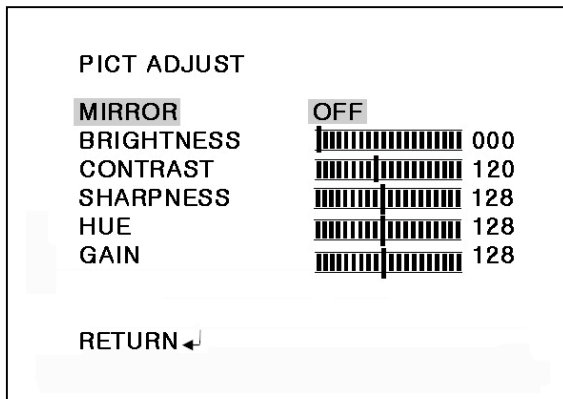 PICT ADJUST
MIRROR OFF
BRIGHTNESS 000
CONTRAST 120
SHARPNESS 128
HUE 128
GAIN 128
RETURN↲